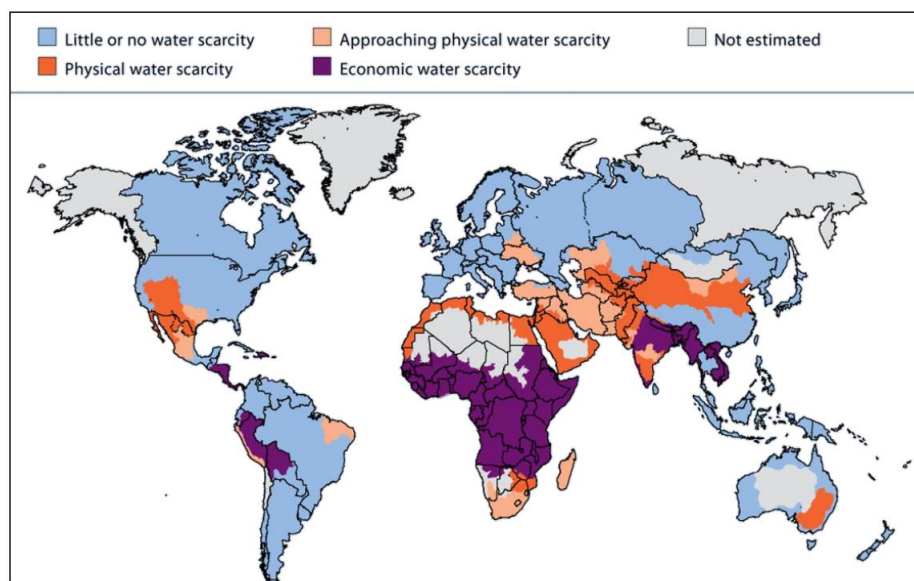 Little or no water scarcity Approaching physical water scarcity Not estimated
Physical water scarcity Economic water scarcity